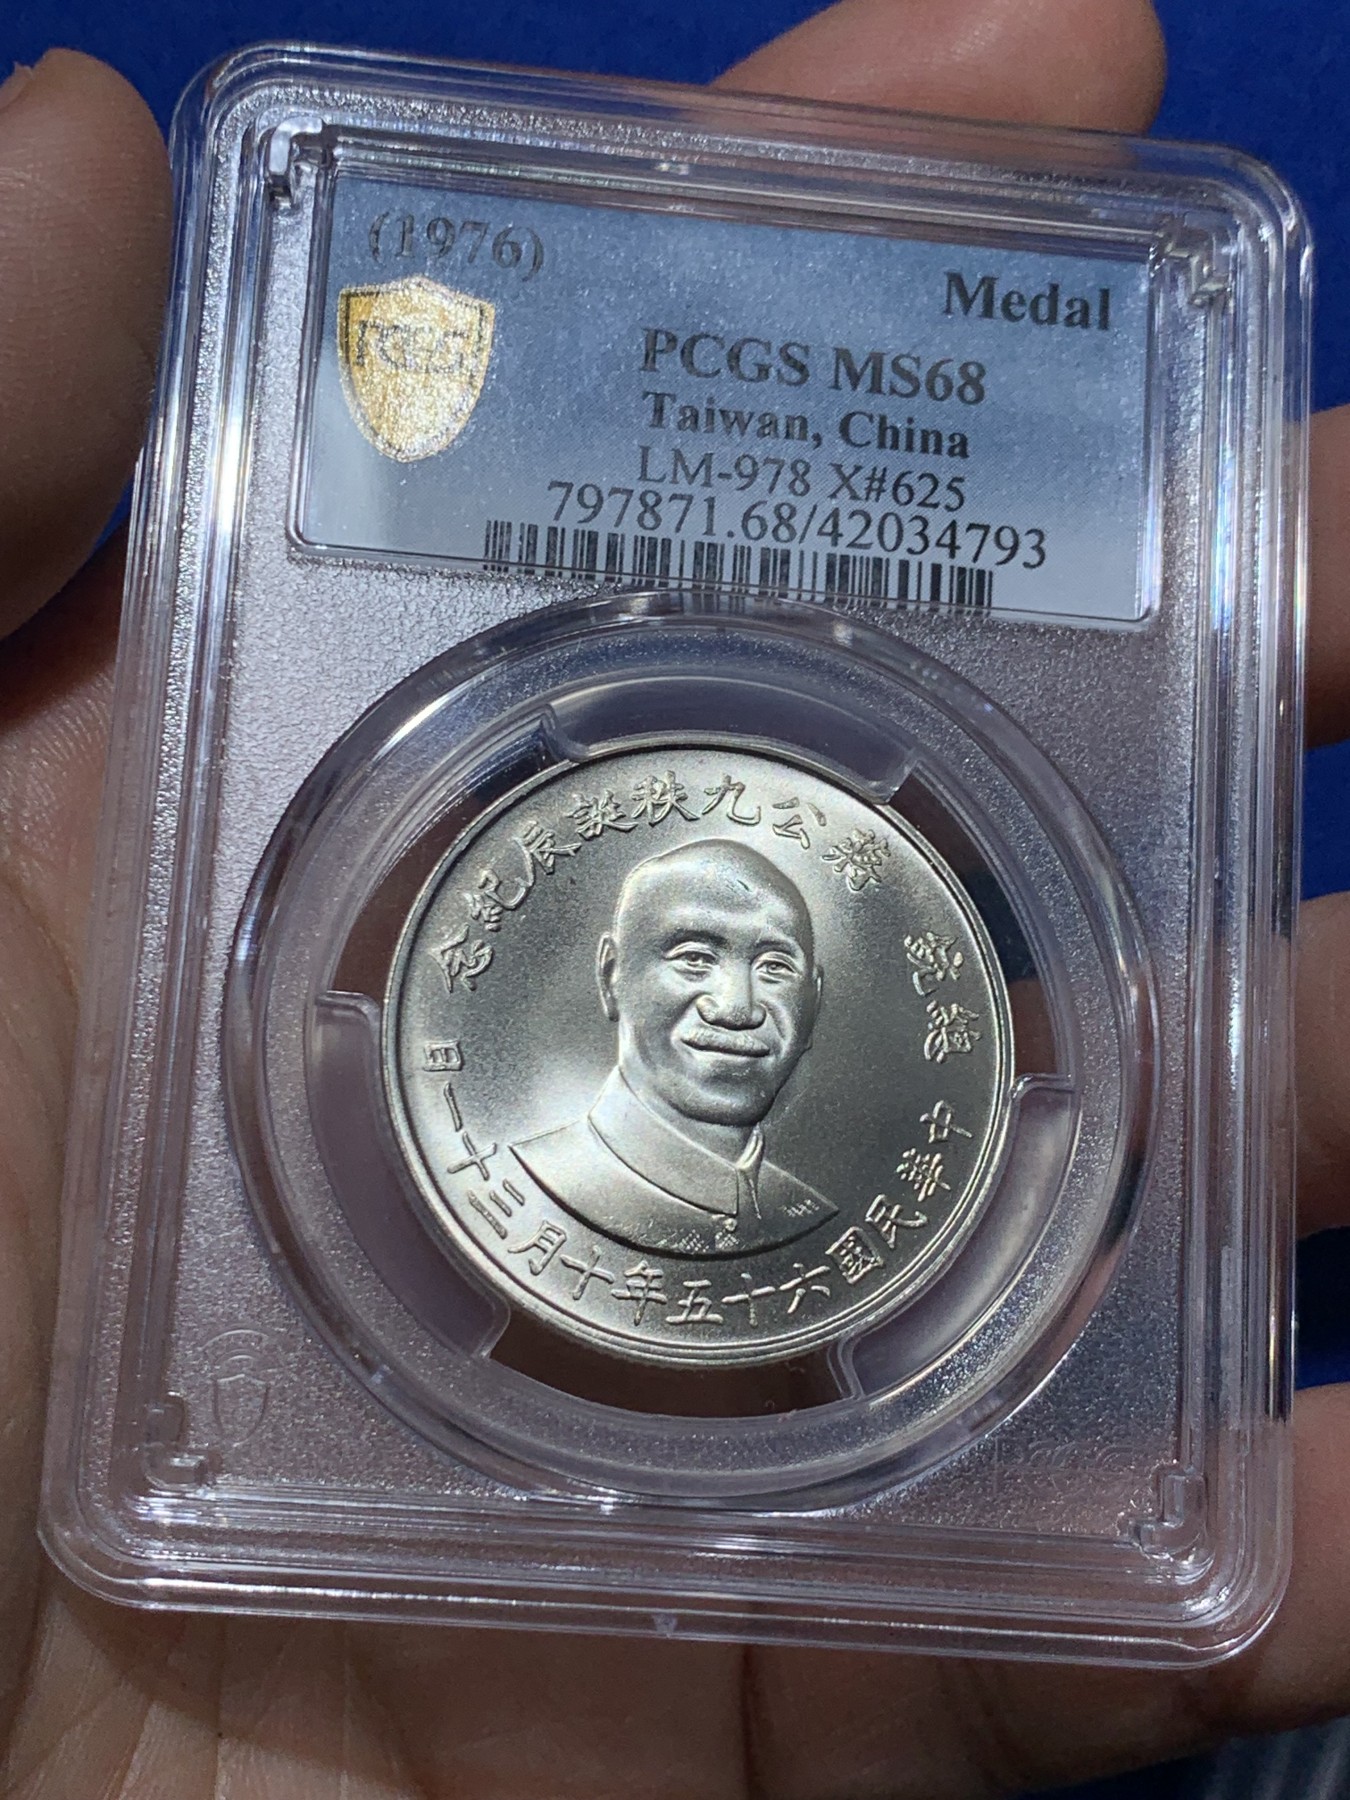 (1976)
Medal
PCGS
PCGS MS68
Taiwan, China
LM-978 X#625
797871.68/42034793
總統 蔣公九秩誕辰紀念
中華民國六十五年十月三十一日